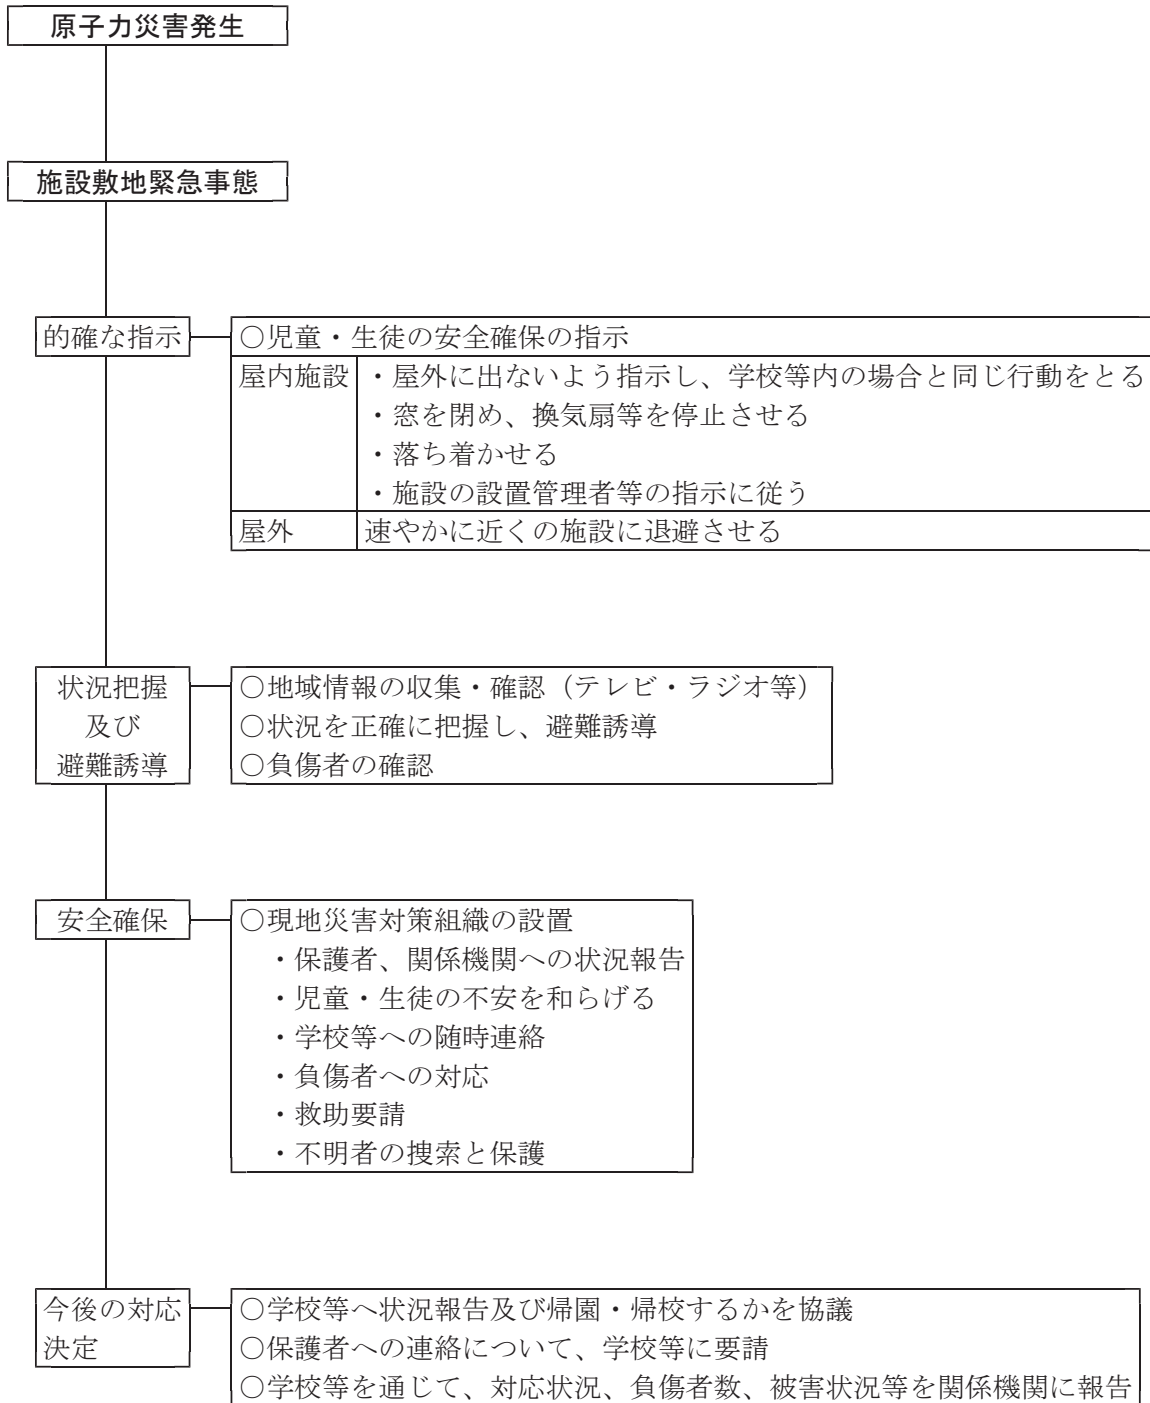 原子力災害発生
施設敷地緊急事態
的確な指示
○児童・生徒の安全確保の指示
屋内施設
・屋外に出ないよう指示し、学校等内の場合と同じ行動をとる
・窓を閉め、換気扇等を停止させる
・落ち着かせる
・施設の設置管理者等の指示に従う
屋外
速やかに近くの施設に退避させる
状況把握
及び
避難誘導
○地域情報の収集・確認（テレビ・ラジオ等）
○状況を正確に把握し、避難誘導
○負傷者の確認
安全確保
○現地災害対策組織の設置
・保護者、関係機関への状況報告
・児童・生徒の不安を和らげる
・学校等への随時連絡
・負傷者への対応
・救助要請
・不明者の捜索と保護
今後の対応
決定
○学校等へ状況報告及び帰園・帰校するかを協議
○保護者への連絡について、学校等に要請
○学校等を通じて、対応状況、負傷者数、被害状況等を関係機関に報告